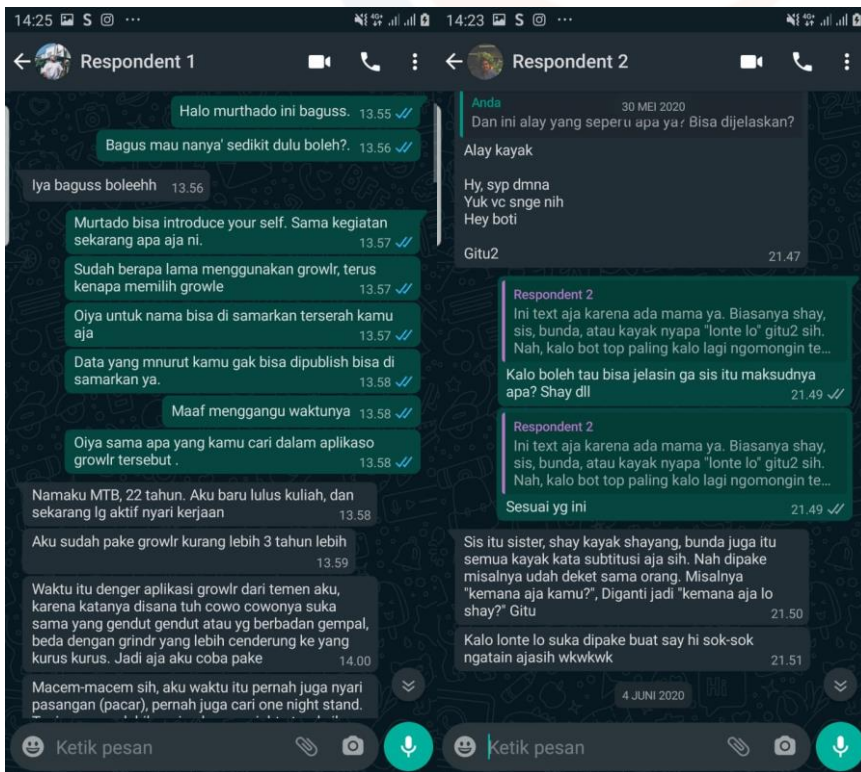 14:25 S
Respondent 1
Halo murthado ini baguss. 13.55
Bagus mau nanya' sedikit dulu boleh?. 13.56
Iya baguss boleehh 13.56
Murtado bisa introduce your self. Sama kegiatan
sekarang apa aja ni. 13.57
Sudah berapa lama menggunakan growlr, terus
kenapa memilih growle 13.57
Oiya untuk nama bisa di samarkan terserah kamu
aja 13.57
Data yang mnurut kamu gak bisa dipublish bisa di
samarkan ya. 13.58
Maaf menggangu waktunya 13.58
Oiya sama apa yang kamu cari dalam aplikaso
growlr tersebut . 13.58
Namaku MTB, 22 tahun. Aku baru lulus kuliah, dan
sekarang lg aktif nyari kerjaan 13.58
Aku sudah pake growlr kurang lebih 3 tahun lebih
13.59
Waktu itu denger aplikasi growlr dari temen aku,
karena katanya disana tuh cowo cowonya suka
sama yang gendut gendut atau yg berbadan gempal,
beda dengan grindr yang lebih cenderung ke yang
kurus kurus. Jadi aja aku coba pake 14.00
Macem-macem sih, aku waktu itu pernah juga nyari
pasangan (pacar), pernah juga cari one night stand.
Ketik pesan
14:23 S
Respondent 2
30 MEI 2020
Anda
Dan ini alay yang seperti apa ya? Bisa dijelaskan?
Alay kayak
Hy, syp dmna
Yuk vc snge nih
Hey boti
Gitu2 21.47
Respondent 2
Ini text aja karena ada mama ya. Biasanya shay,
sis, bunda, atau kayak nyapa "lonte lo" gitu2 sih.
Nah, kalo bot top paling kalo lagi ngomongin te...
Kalo boleh tau bisa jelasin ga sis itu maksudnya
apa? Shay dll 21.49
Respondent 2
Ini text aja karena ada mama ya. Biasanya shay,
sis, bunda, atau kayak nyapa "lonte lo" gitu2 sih.
Nah, kalo bot top paling kalo lagi ngomongin te...
Sesuai yg ini 21.49
Sis itu sister, shay kayak shayang, bunda juga itu
semua kayak kata subtitusi aja sih. Nah dipake
misalnya udah deket sama orang. Misalnya
"kemana aja kamu?", Diganti jadi "kemana aja lo
shay?" Gitu 21.50
Kalo lonte lo suka dipake buat say hi sok-sok
ngatain ajasih wkwkwk 21.51
4 JUNI 2020
Ketik pesan